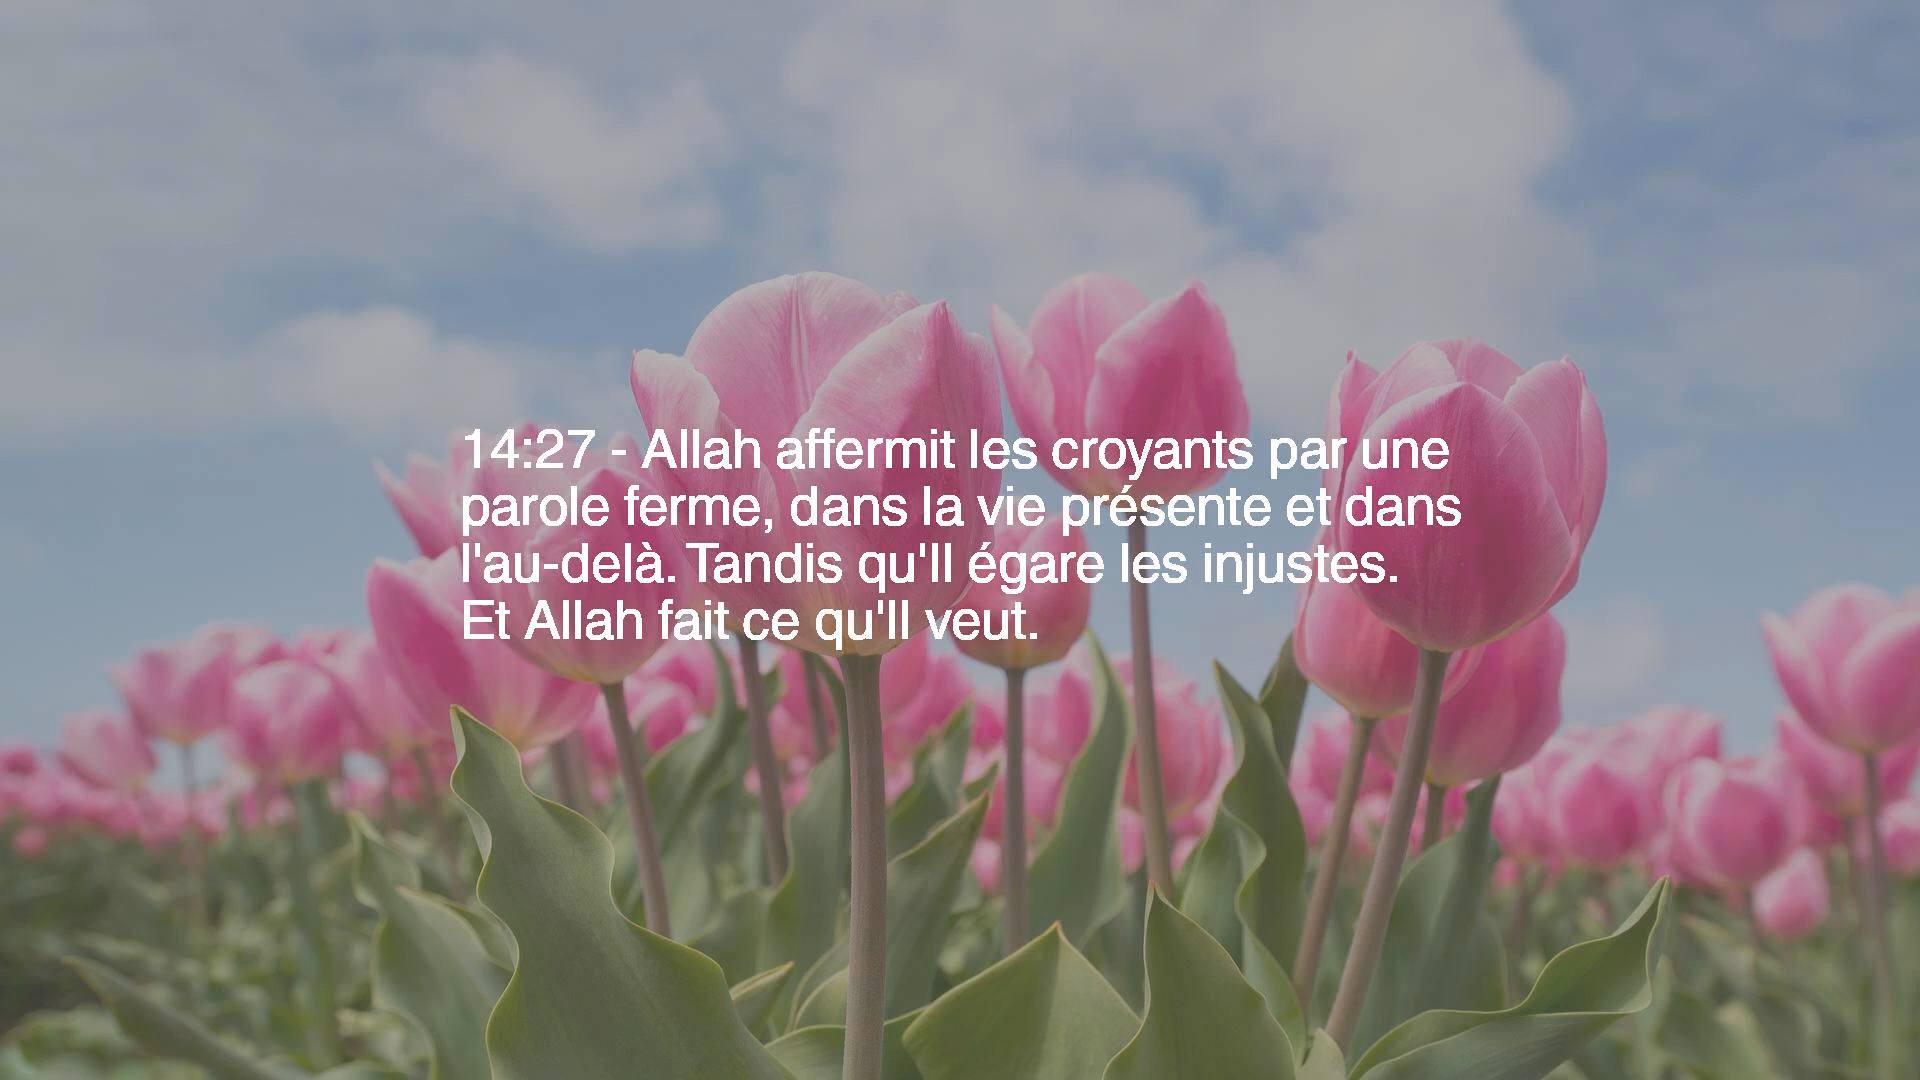 14:27 - Allah affermit les croyants par une
parole ferme, dans la vie présente et dans
l'au-delà. Tandis qu'Il égare les injustes.
Et Allah fait ce qu'Il veut.